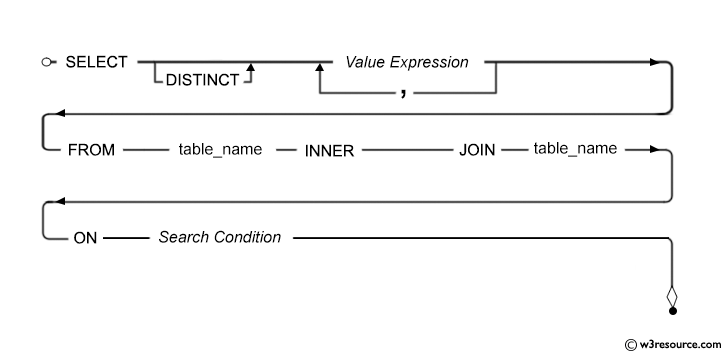 SELECT Value Expression
DISTINCT ,
FROM table_name INNER JOIN table_name
ON Search Condition
© w3resource.com